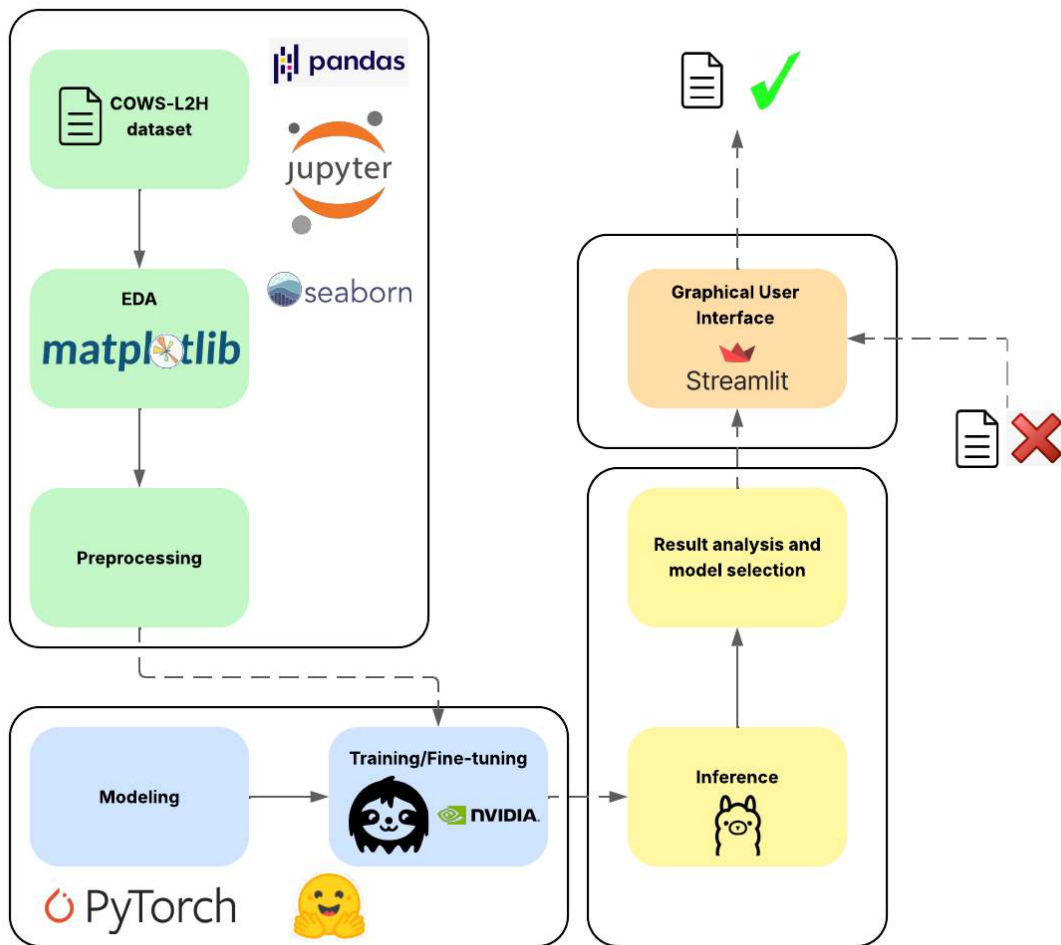 COWS-L2H
dataset
pandas
jupyter
seaborn
EDA
matplotlib
Preprocessing
Graphical User
Interface
Streamlit
Result analysis and
model selection
Modeling
Training/Fine-tuning
NVIDIA.
Inference
PyTorch